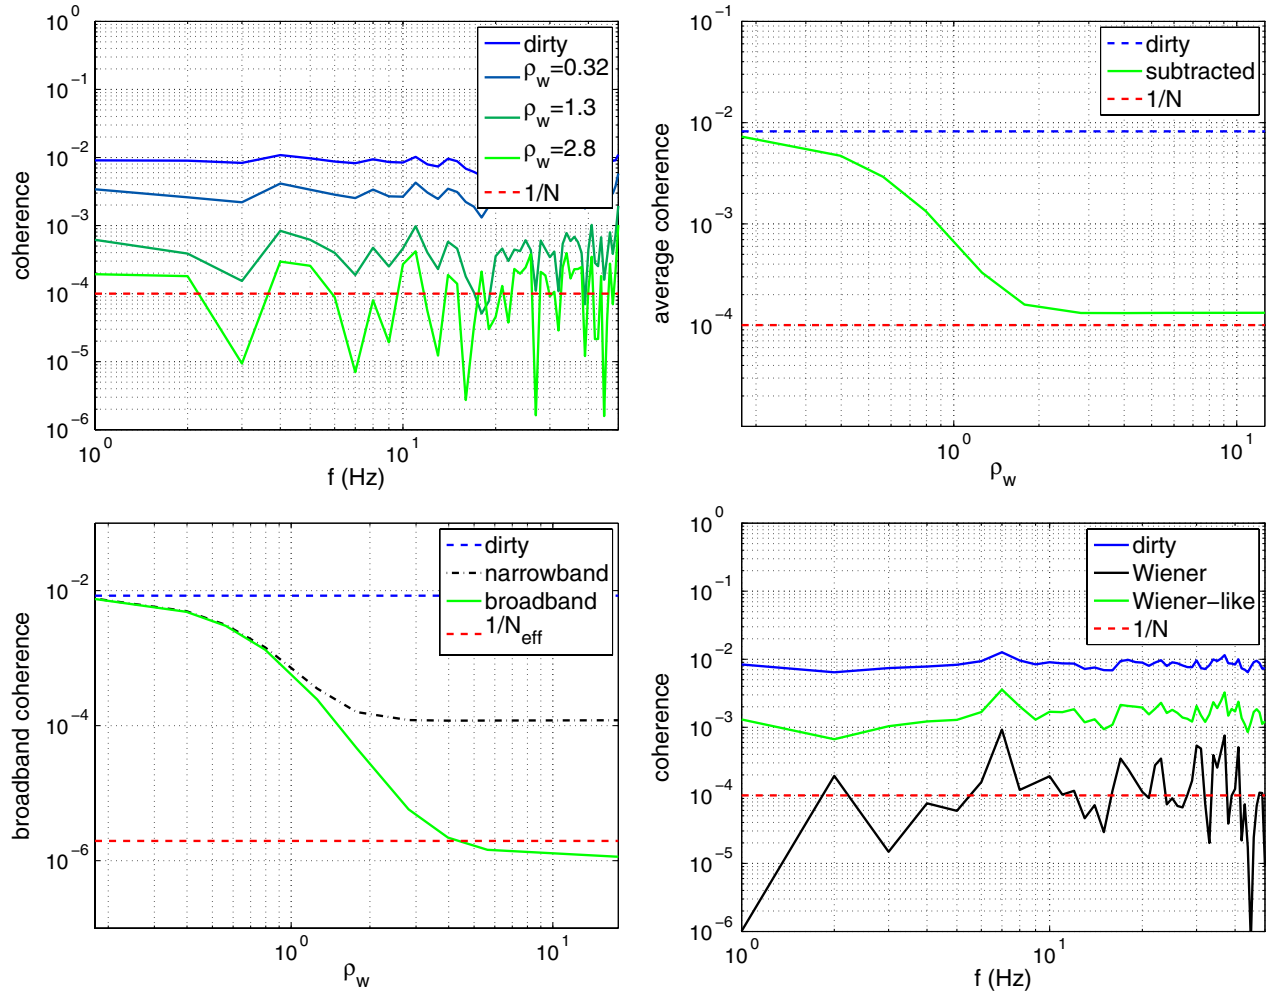 10^0
10^-1
10^-2
10^-3
10^-4
10^-5
10^-6
10^0
10^1
coherence
f (Hz)
dirty
ρ_w=0.32
ρ_w=1.3
ρ_w=2.8
1/N
10^-1
10^-2
10^-3
10^-4
10^0
10^1
average coherence
ρ_w
dirty
subtracted
1/N
10^-2
10^-4
10^-6
10^0
10^1
broadband coherence
ρ_w
dirty
narrowband
broadband
1/N_eff
10^0
10^-1
10^-2
10^-3
10^-4
10^-5
10^-6
10^0
10^1
coherence
f (Hz)
dirty
Wiener
Wiener-like
1/N